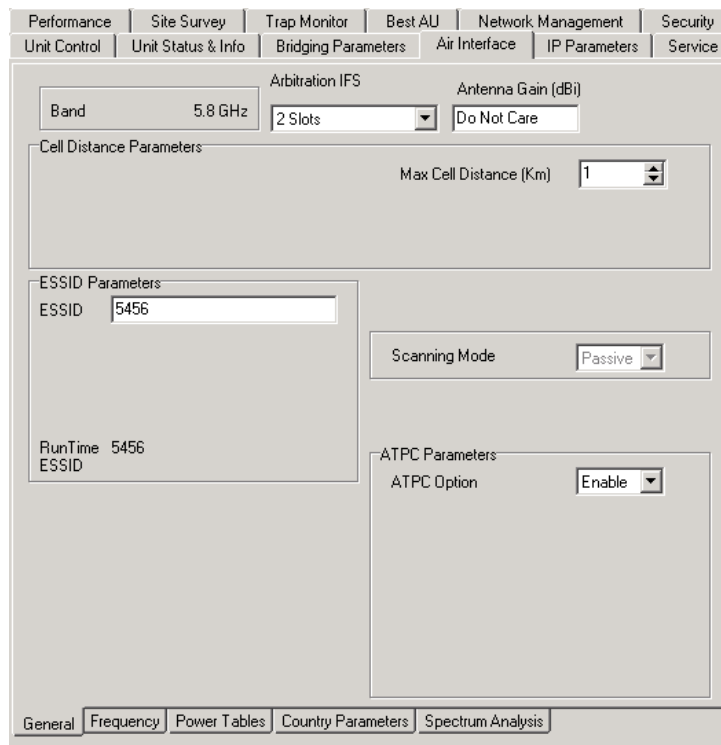 Performance Site Survey Trap Monitor Best AU Network Management Security
Unit Control Unit Status & Info Bridging Parameters Air Interface IP Parameters Service
Band 5.8 GHz
Arbitration IFS
2 Slots
Antenna Gain (dBi)
Do Not Care
Cell Distance Parameters
Max Cell Distance (Km) 1
ESSID Parameters
ESSID 5456
Scanning Mode Passive
RunTime 5456
ESSID
ATPC Parameters
ATPC Option Enable
General Frequency Power Tables Country Parameters Spectrum Analysis